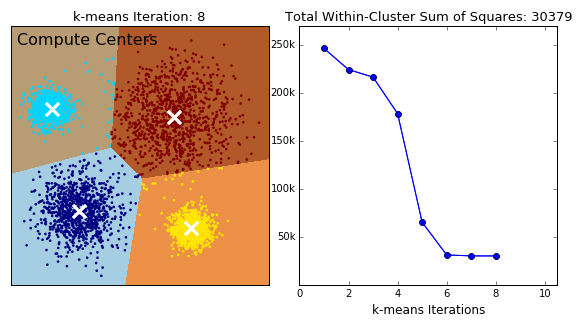 k-means Iteration: 8
Compute Centers
Total Within-Cluster Sum of Squares: 30379
250k
200k
150k
100k
50k
0 2 4 6 8 10
k-means Iterations